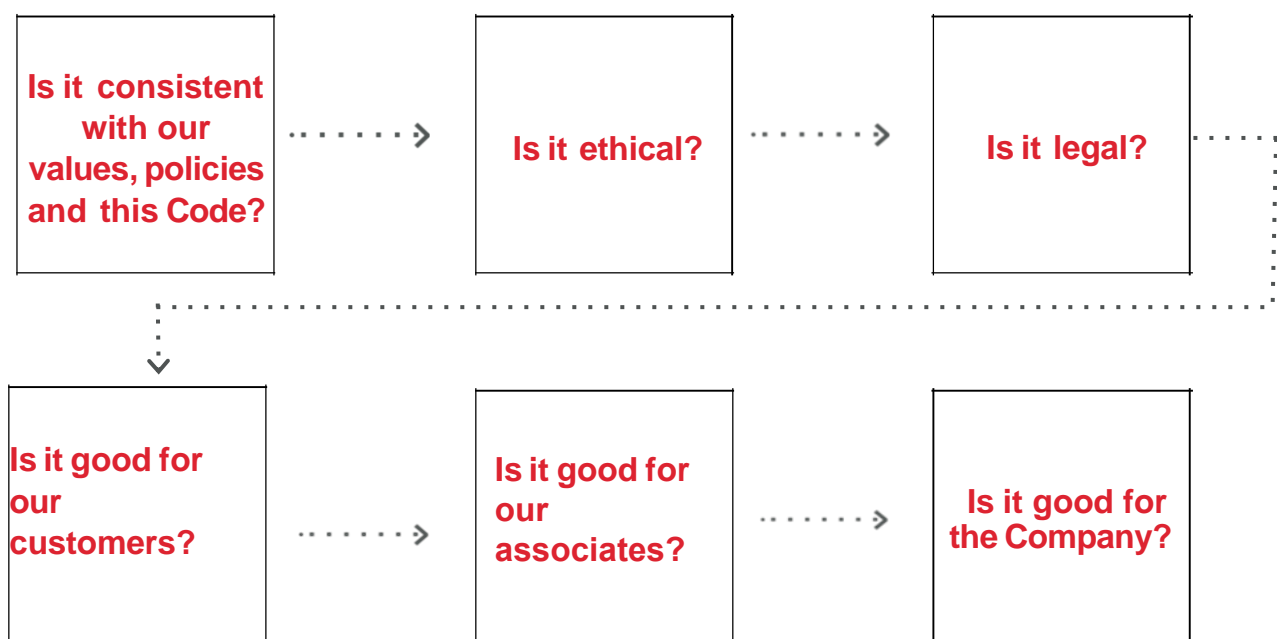 Is it consistent
with our
values, policies
and this Code?
Is it ethical?
Is it legal?
Is it good for
our
customers?
Is it good for
our
associates?
Is it good for
the Company?